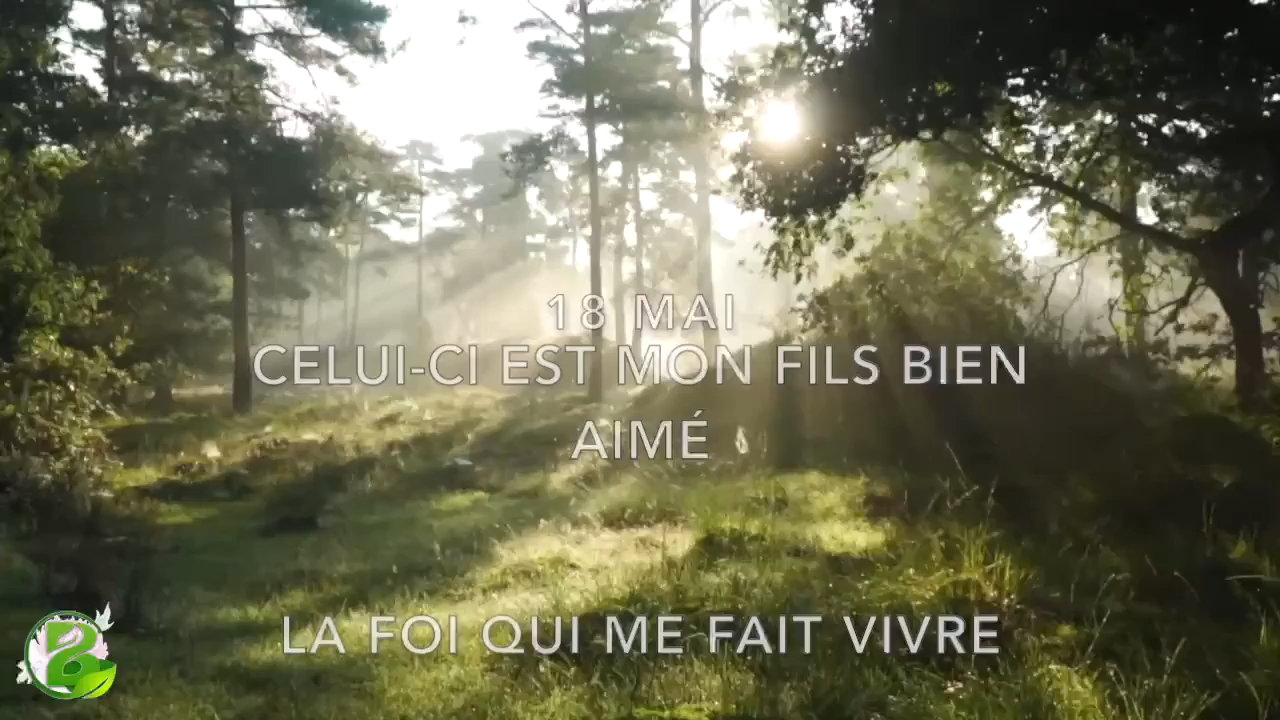 18 MAI
CELUI-CI EST MON FILS BIEN
AIMÉ
LA FOI QUI ME FAIT VIVRE
B